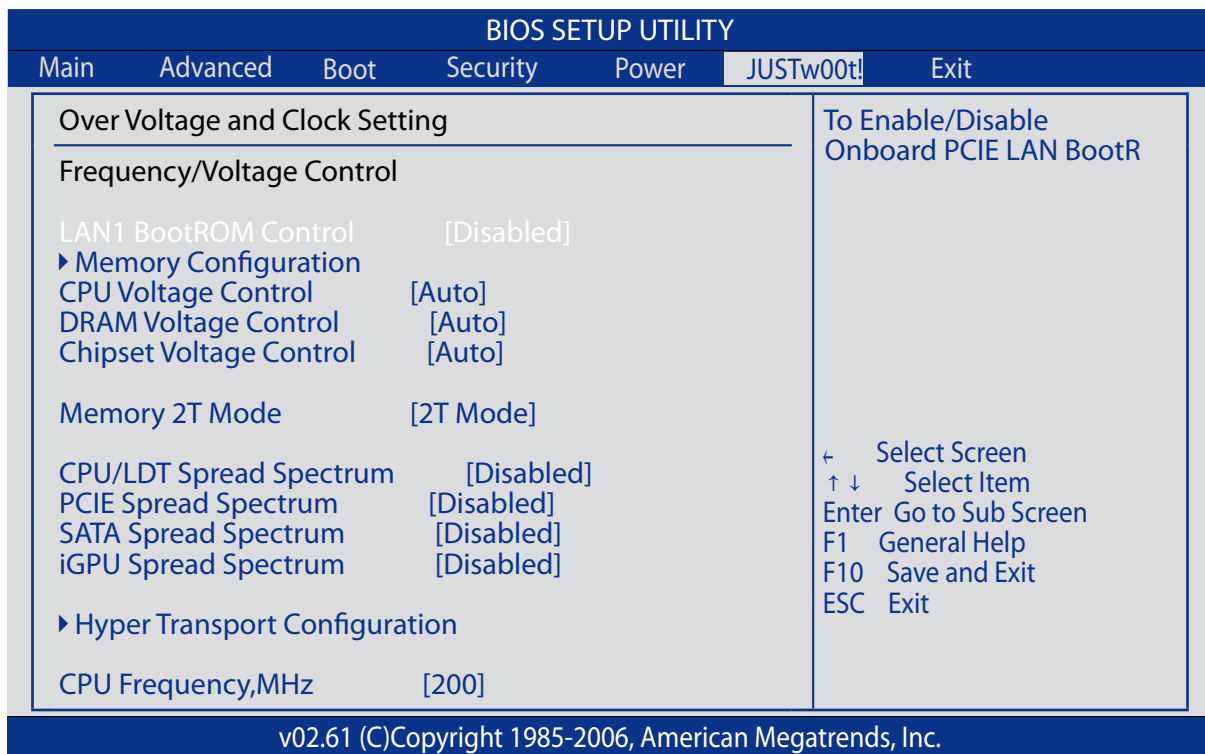 BIOS SETUP UTILITY
Main Advanced Boot Security Power JUSTw00t! Exit
Over Voltage and Clock Setting
Frequency/Voltage Control
LAN1 BootROM Control [Disabled]
Memory Configuration
CPU Voltage Control [Auto]
DRAM Voltage Control [Auto]
Chipset Voltage Control [Auto]
Memory 2T Mode [2T Mode]
CPU/LDT Spread Spectrum [Disabled]
PCIE Spread Spectrum [Disabled]
SATA Spread Spectrum [Disabled]
iGPU Spread Spectrum [Disabled]
Hyper Transport Configuration
CPU Frequency,MHz [200]
To Enable/Disable
Onboard PCIE LAN BootR
← Select Screen
↑ ↓ Select Item
Enter Go to Sub Screen
F1 General Help
F10 Save and Exit
ESC Exit
v02.61 (C)Copyright 1985-2006, American Megatrends, Inc.